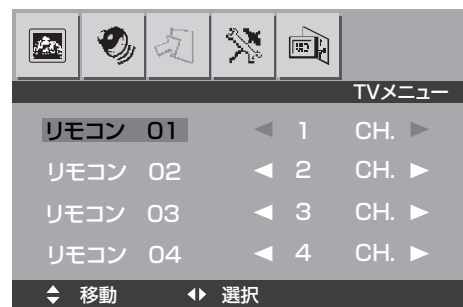 TVメニュー
リモコン 01 ◀ 1 CH. ▶
リモコン 02 ◀ 2 CH. ▶
リモコン 03 ◀ 3 CH. ▶
リモコン 04 ◀ 4 CH. ▶
移動 選択